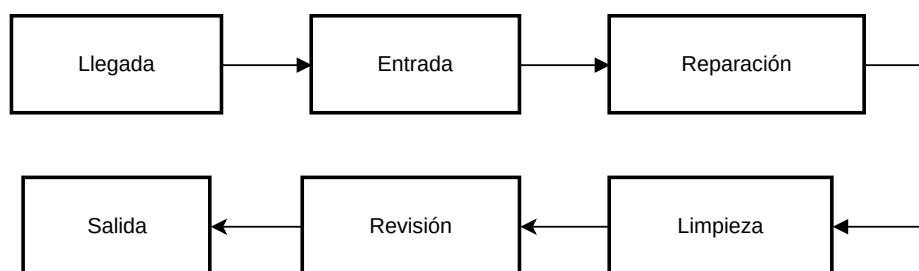 Llegada
Entrada
Reparación
Limpieza
Revisión
Salida